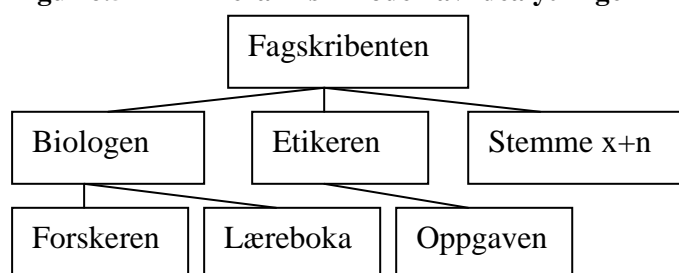 Fagskribenten
Biologen Etikeren Stemme x+n
Forskeren Læreboka Oppgaven